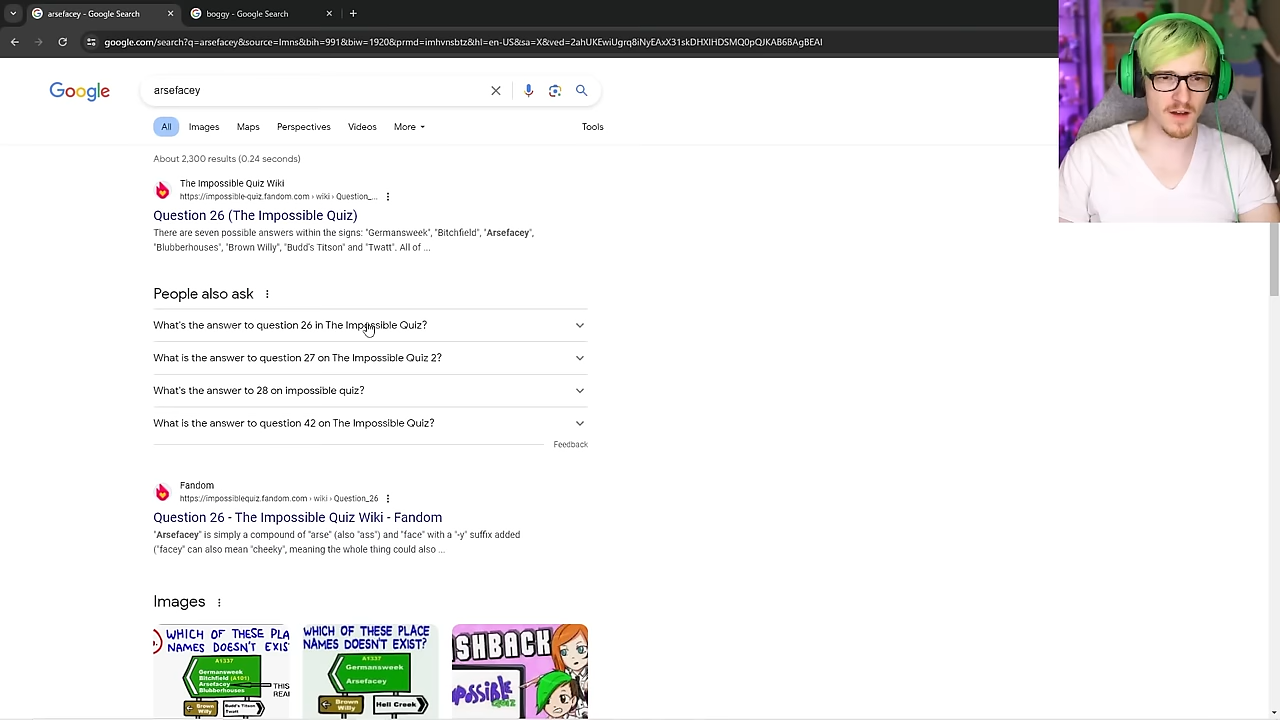 arsefacey - Google Search
boggy - Google Search
google.com/search?q=arsefacey&source=lmns&bih=991&biw=1920&prmd=imhvnsbtz&hl=en-US&sa=X&ved=2ahUKEwiUgrq8iNyEAxX31skDHXIHDSMQ0pQJKAB6BAgBEAI
Google
arsefacey
All
Images
Maps
Perspectives
Videos
More
Tools
About 2,300 results (0.24 seconds)
The Impossible Quiz Wiki
https://impossible-quiz.fandom.com › wiki › Question_...
Question 26 (The Impossible Quiz)
There are seven possible answers within the signs: "Germansweek", "Bitchfield", "Arsefacey",
"Blubberhouses", "Brown Willy", "Budd's Titson" and "Twatt". All of ...
People also ask
What's the answer to question 26 in The Impossible Quiz?
What is the answer to question 27 on The Impossible Quiz 2?
What's the answer to 28 on impossible quiz?
What is the answer to question 42 on The Impossible Quiz?
Feedback
Fandom
https://impossiblequiz.fandom.com › wiki › Question_26
Question 26 - The Impossible Quiz Wiki - Fandom
"Arsefacey" is simply a compound of "arse" (also "ass") and "face" with a "-y" suffix added
("facey" can also mean "cheeky", meaning the whole thing could also ...
Images
WHICH OF THESE PLA
NAMES DOESN'T EXIS
A1337
Germansweek
Bitchfield (A101)
Arsefacey
Blubberhouses
THIS
REA
Brown
Willy
Budd's Titson
Twatt
WHICH OF THESE PLACE
NAMES DOESN'T EXIST?
A1337
Germansweek
Arsefacey
Brown
Willy
Hell Creek
SHBACK
QUIZ